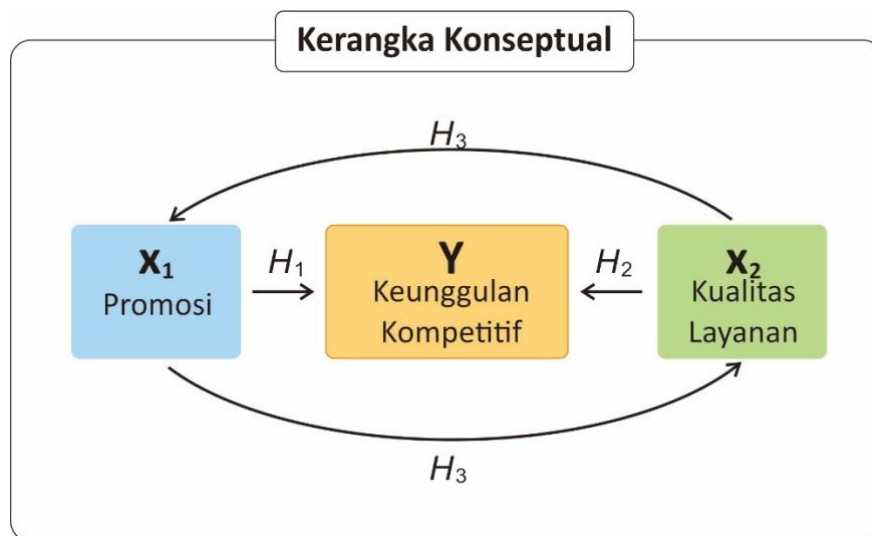 Kerangka Konseptual
H₃
X₁
Promosi
H₁
Y
Keunggulan
Kompetitif
H₂
X₂
Kualitas
Layanan
H₃